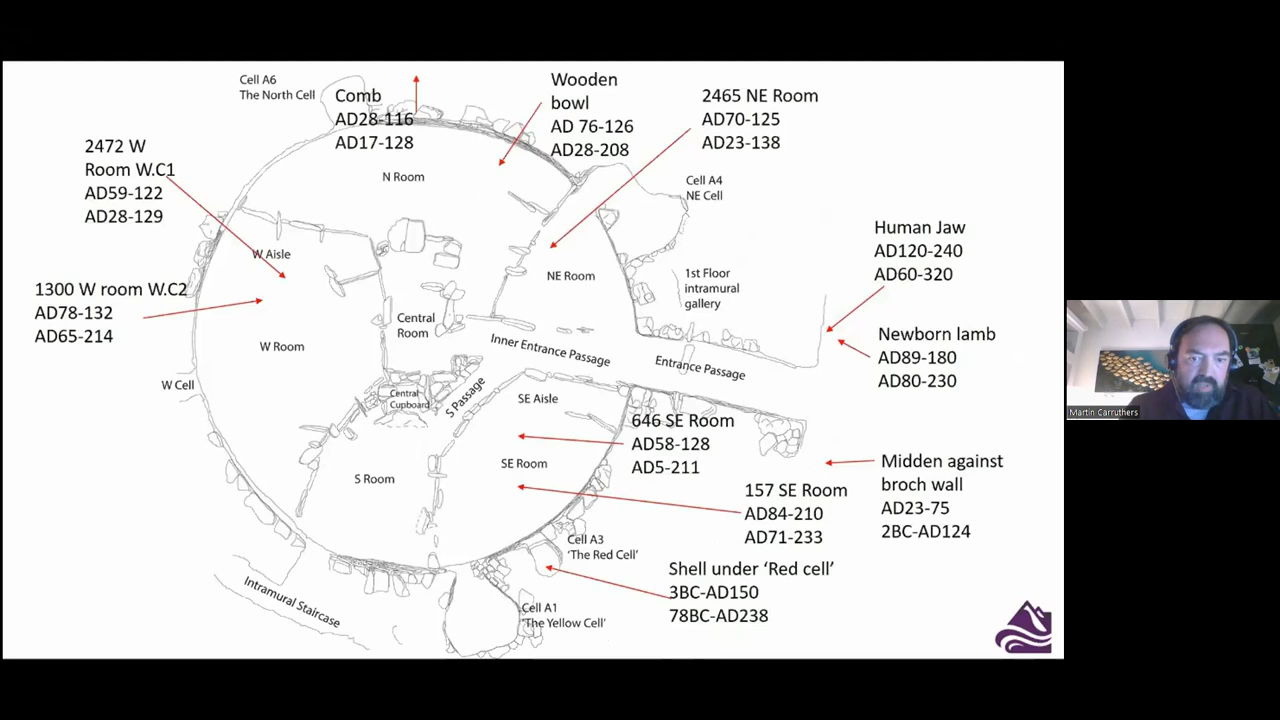 Cell A6
The North Cell
Comb
AD28-116
AD17-128
Wooden
bowl
AD 76-126
AD28-208
2465 NE Room
AD70-125
AD23-138
2472 W
Room W.C1
AD59-122
AD28-129
N Room
Cell A4
NE Cell
Human Jaw
AD120-240
AD60-320
W Aisle
NE Room
1st Floor
intramural
gallery
1300 W room W.C2
AD78-132
AD65-214
Central
Room
W Room
Inner Entrance Passage
Entrance Passage
Newborn lamb
AD89-180
AD80-230
W Cell
Central
Cupboard
S Passage
SE Aisle
646 SE Room
AD58-128
AD5-211
S Room
SE Room
Midden against
broch wall
AD23-75
2BC-AD124
157 SE Room
AD84-210
AD71-233
Cell A3
'The Red Cell'
Shell under ‘Red cell’
3BC-AD150
78BC-AD238
Intramural Staircase
Cell A1
'The Yellow Cell'
Martin Carruthers